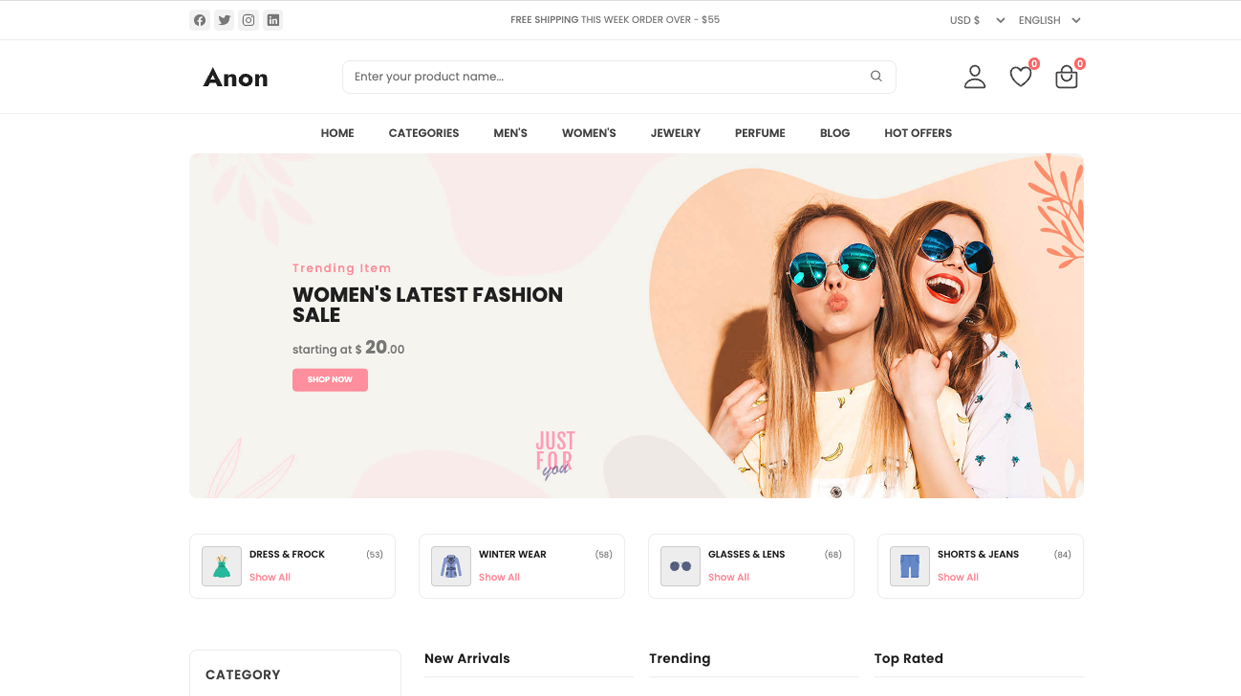 FREE SHIPPING THIS WEEK ORDER OVER - $55
USD $
ENGLISH
Anon
Enter your product name...
0
0
HOME
CATEGORIES
MEN'S
WOMEN'S
JEWELRY
PERFUME
BLOG
HOT OFFERS
Trending Item
WOMEN'S LATEST FASHION
SALE
starting at $ 20.00
SHOP NOW
JUST
FOR
you
DRESS & FROCK
(53)
Show All
WINTER WEAR
(58)
Show All
GLASSES & LENS
(68)
Show All
SHORTS & JEANS
(84)
Show All
CATEGORY
New Arrivals
Trending
Top Rated